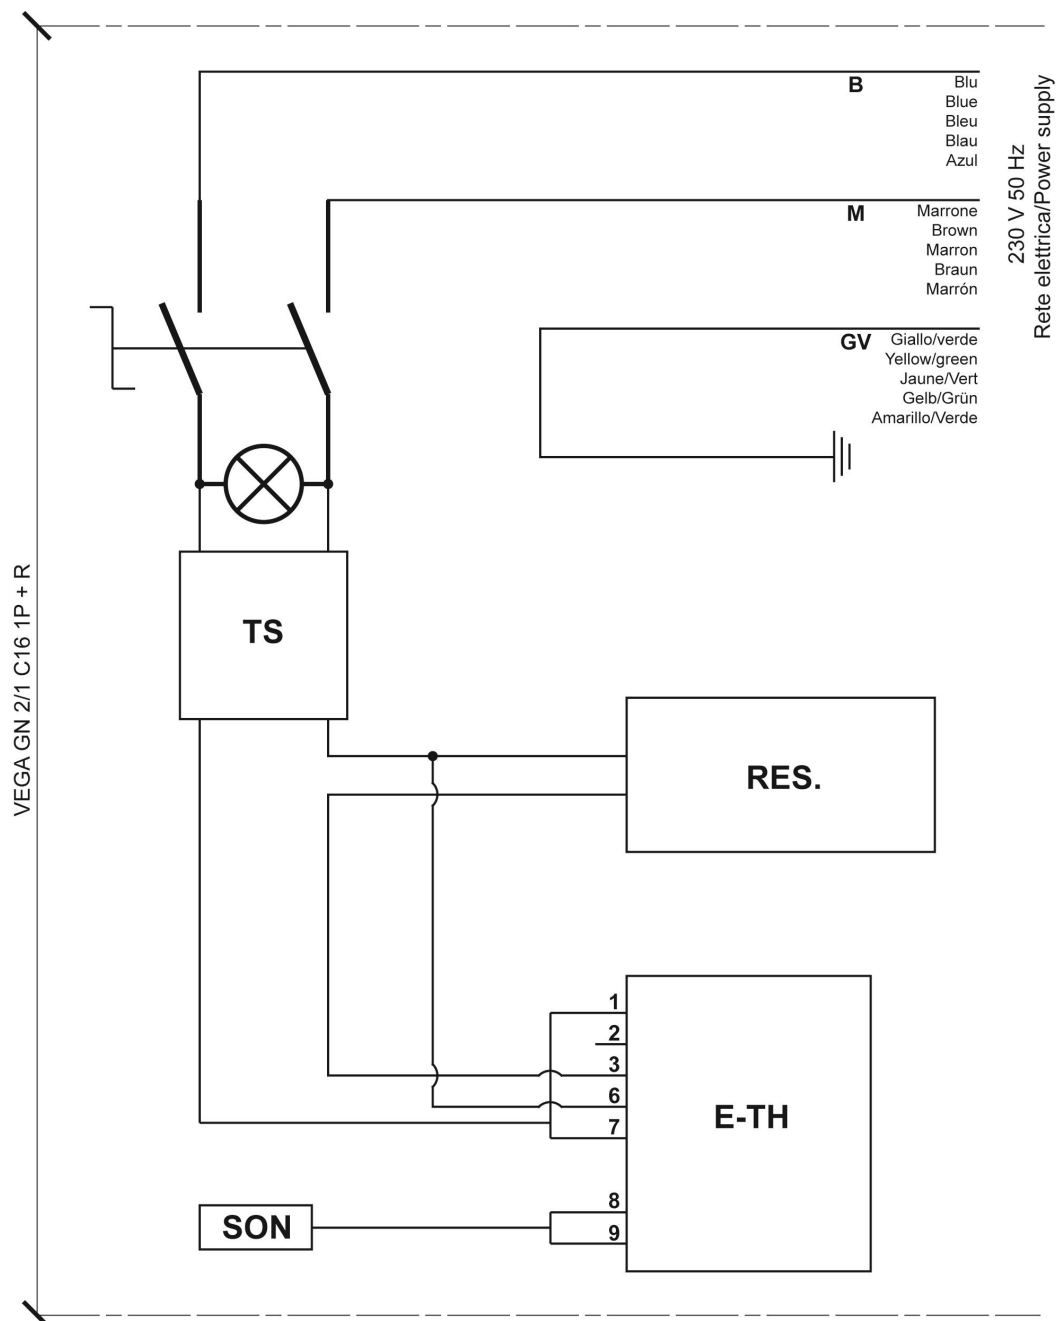 B
Blu
Blue
Bleu
Blau
Azul
M
Marrone
Brown
Marron
Braun
Marrón
GV
Giallo/verde
Yellow/green
Jaune/Vert
Gelb/Grün
Amarillo/Verde
230 V 50 Hz
Rete elettrica/Power supply
VEGA GN 2/1 C16 1P + R
TS
RES.
1
2
3
6
7
8
9
E-TH
SON